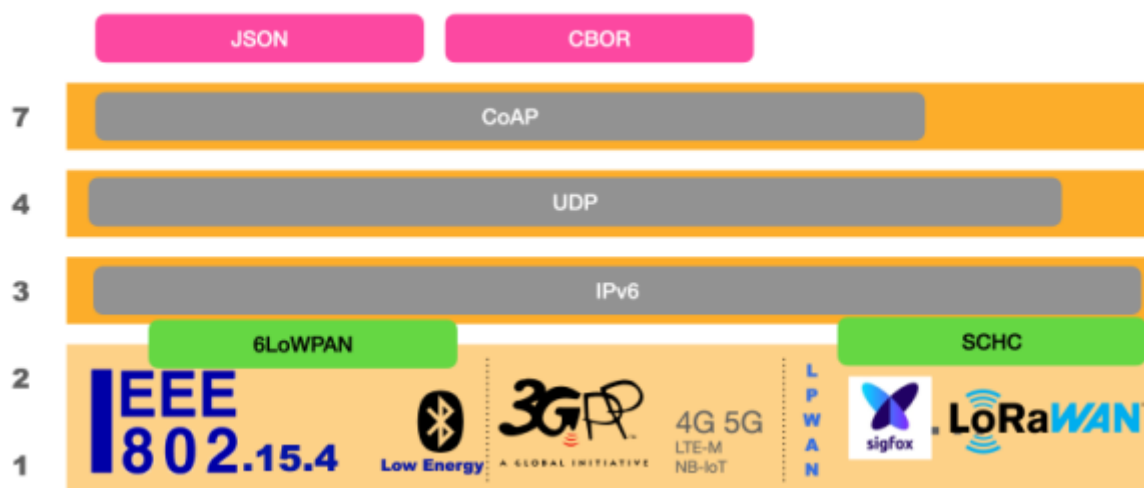 JSON
CBOR
7
CoAP
4
UDP
3
IPv6
6LoWPAN
SCHC
2
1
IEEE
802.15.4
Low Energy
3GPP
A GLOBAL INITIATIVE
4G 5G
LTE-M
NB-IoT
LPWAN
sigfox
LoRaWAN